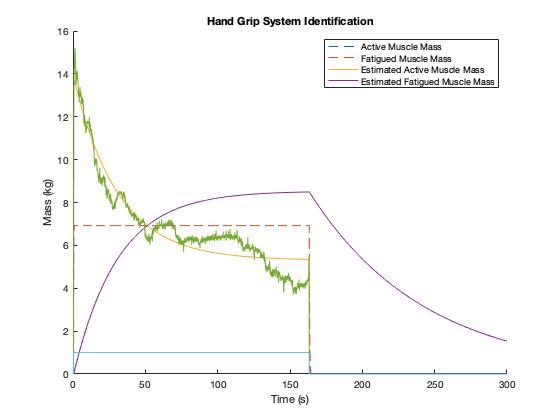 Hand Grip System Identification
16
14
12
10
8
6
4
2
0
Mass (kg)
Active Muscle Mass
Fatigued Muscle Mass
Estimated Active Muscle Mass
Estimated Fatigued Muscle Mass
0 50 100 150 200 250 300
Time (s)